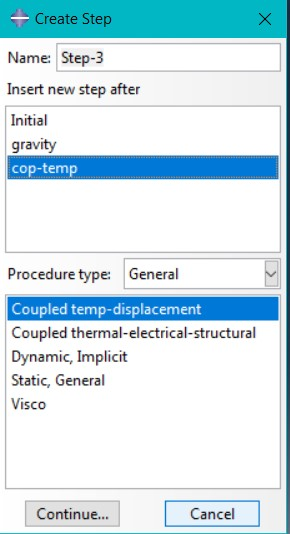 Create Step
Name: Step-3
Insert new step after
Initial
gravity
cop-temp
Procedure type: General
Coupled temp-displacement
Coupled thermal-electrical-structural
Dynamic, Implicit
Static, General
Visco
Continue... Cancel